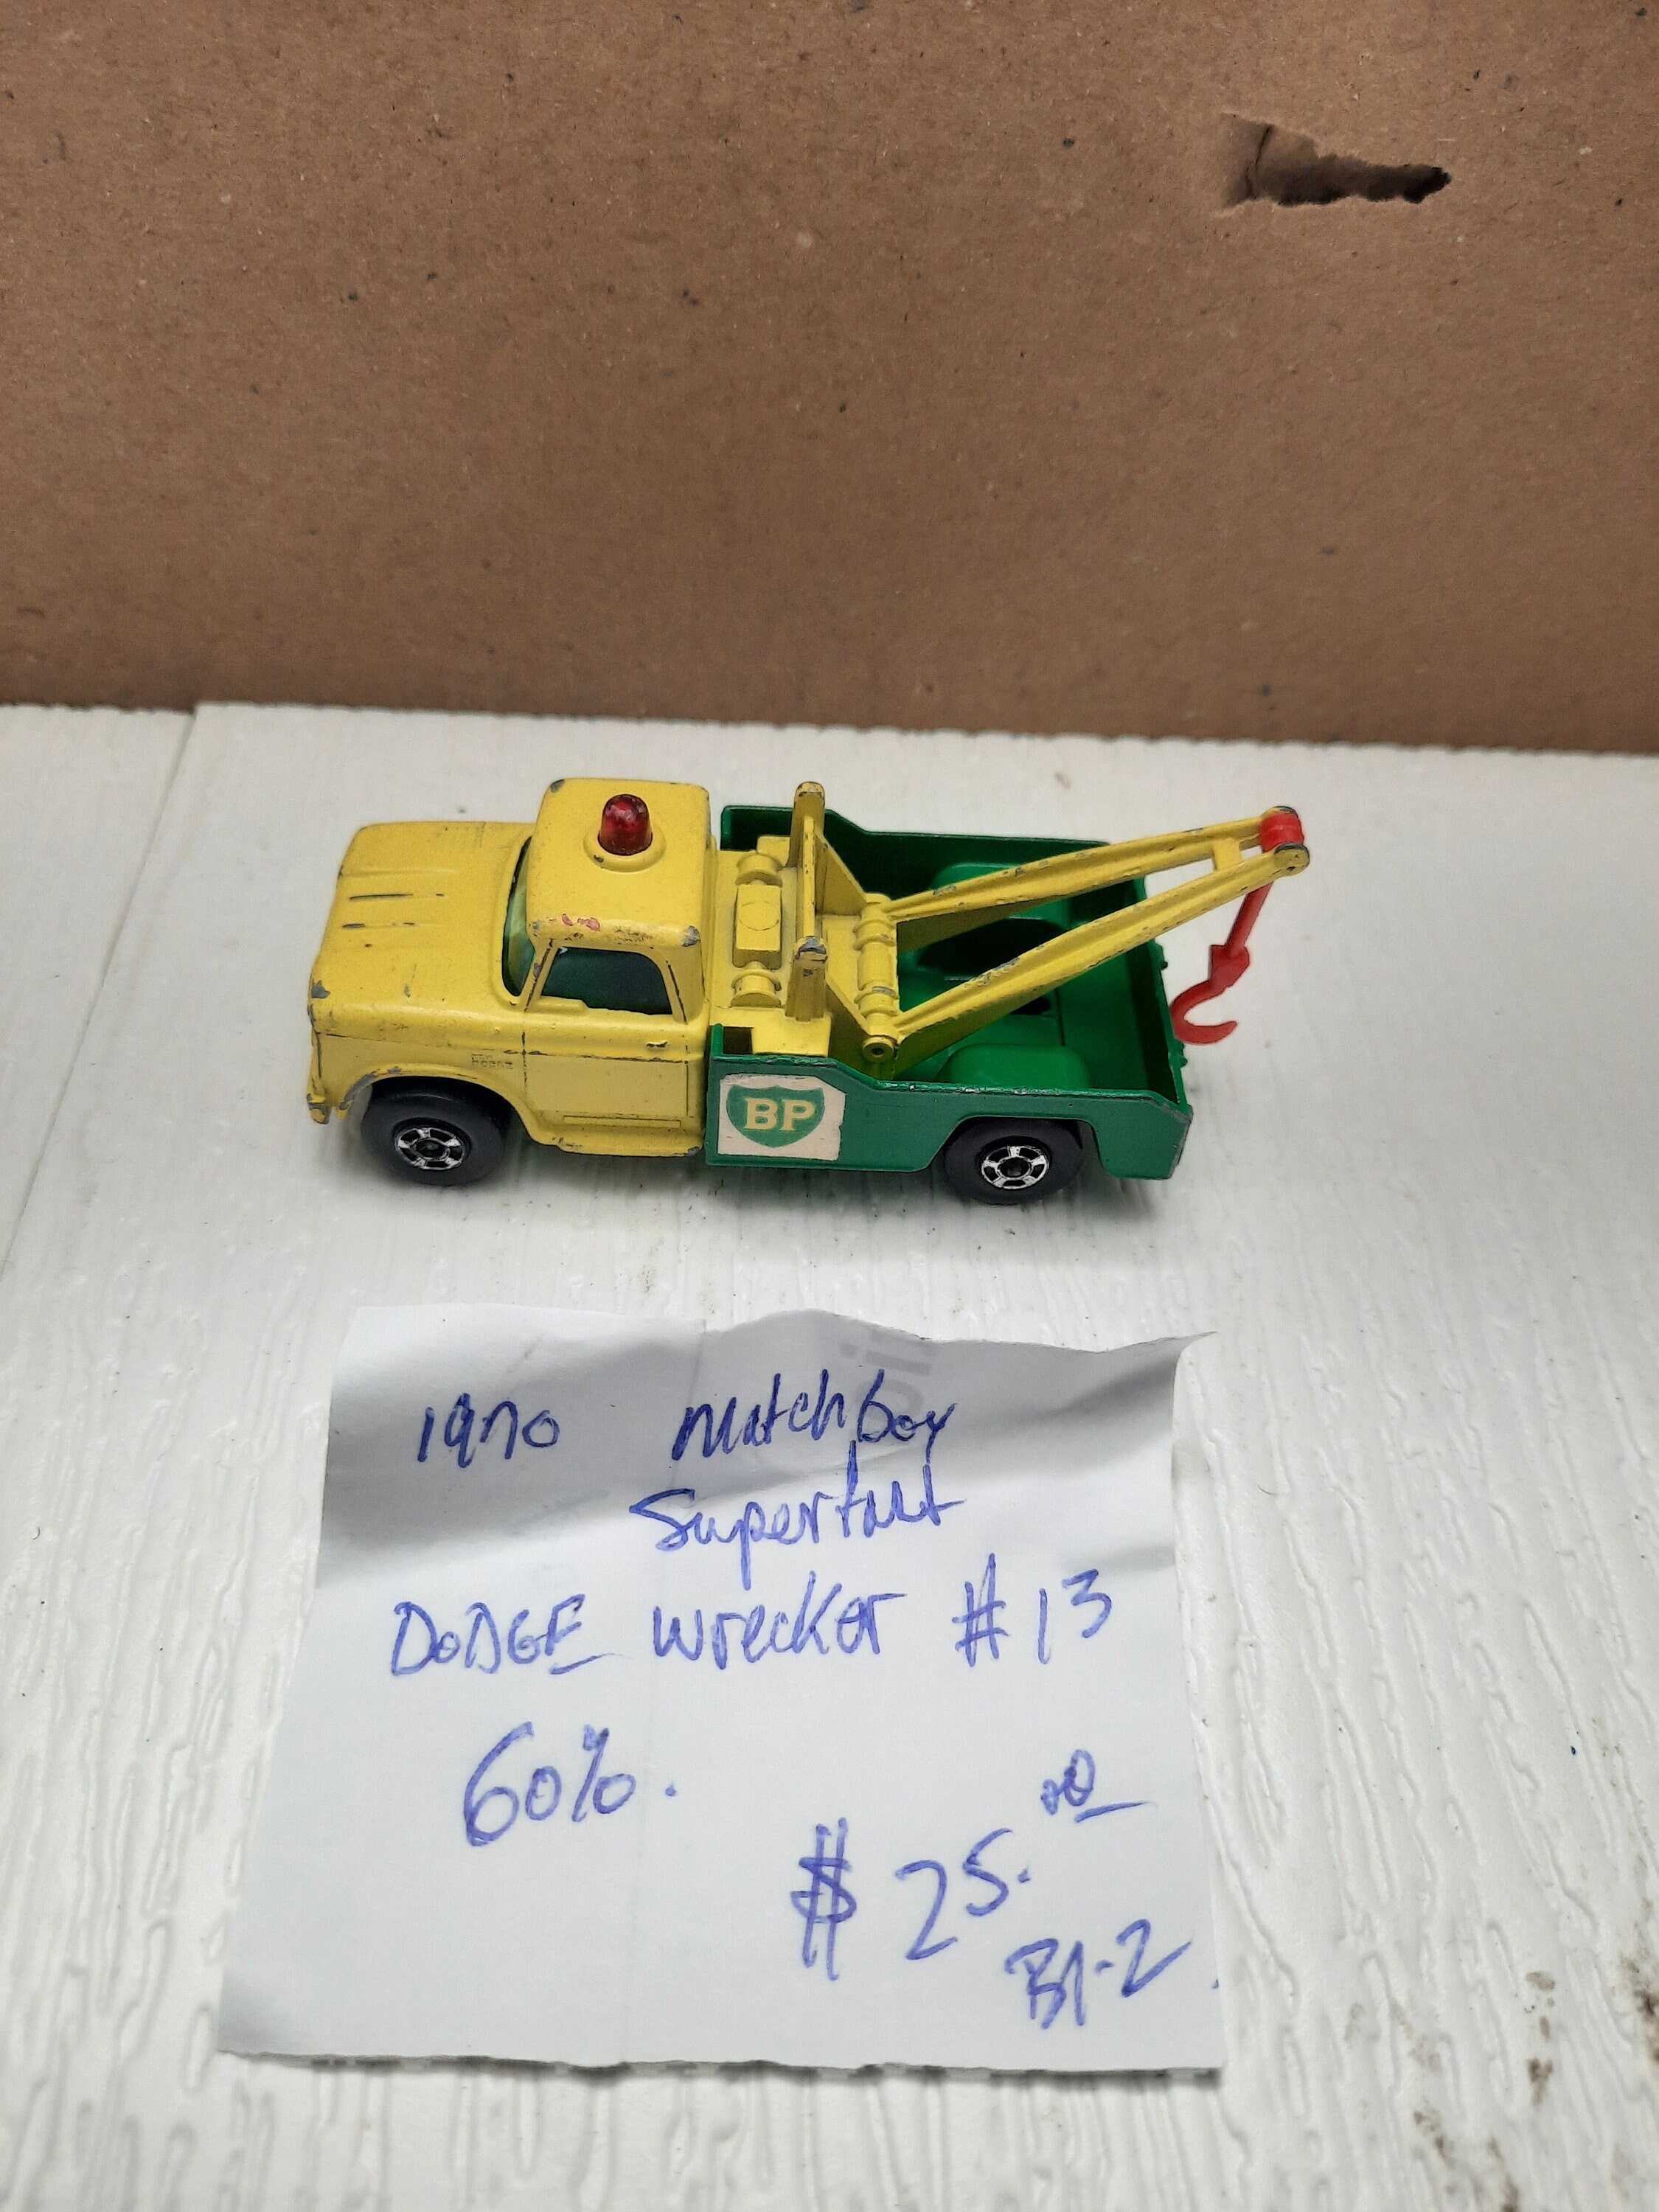 BP
1970 Matchbox
Superfast
DODGE wrecker #13
60%.
$25.00
B1-2